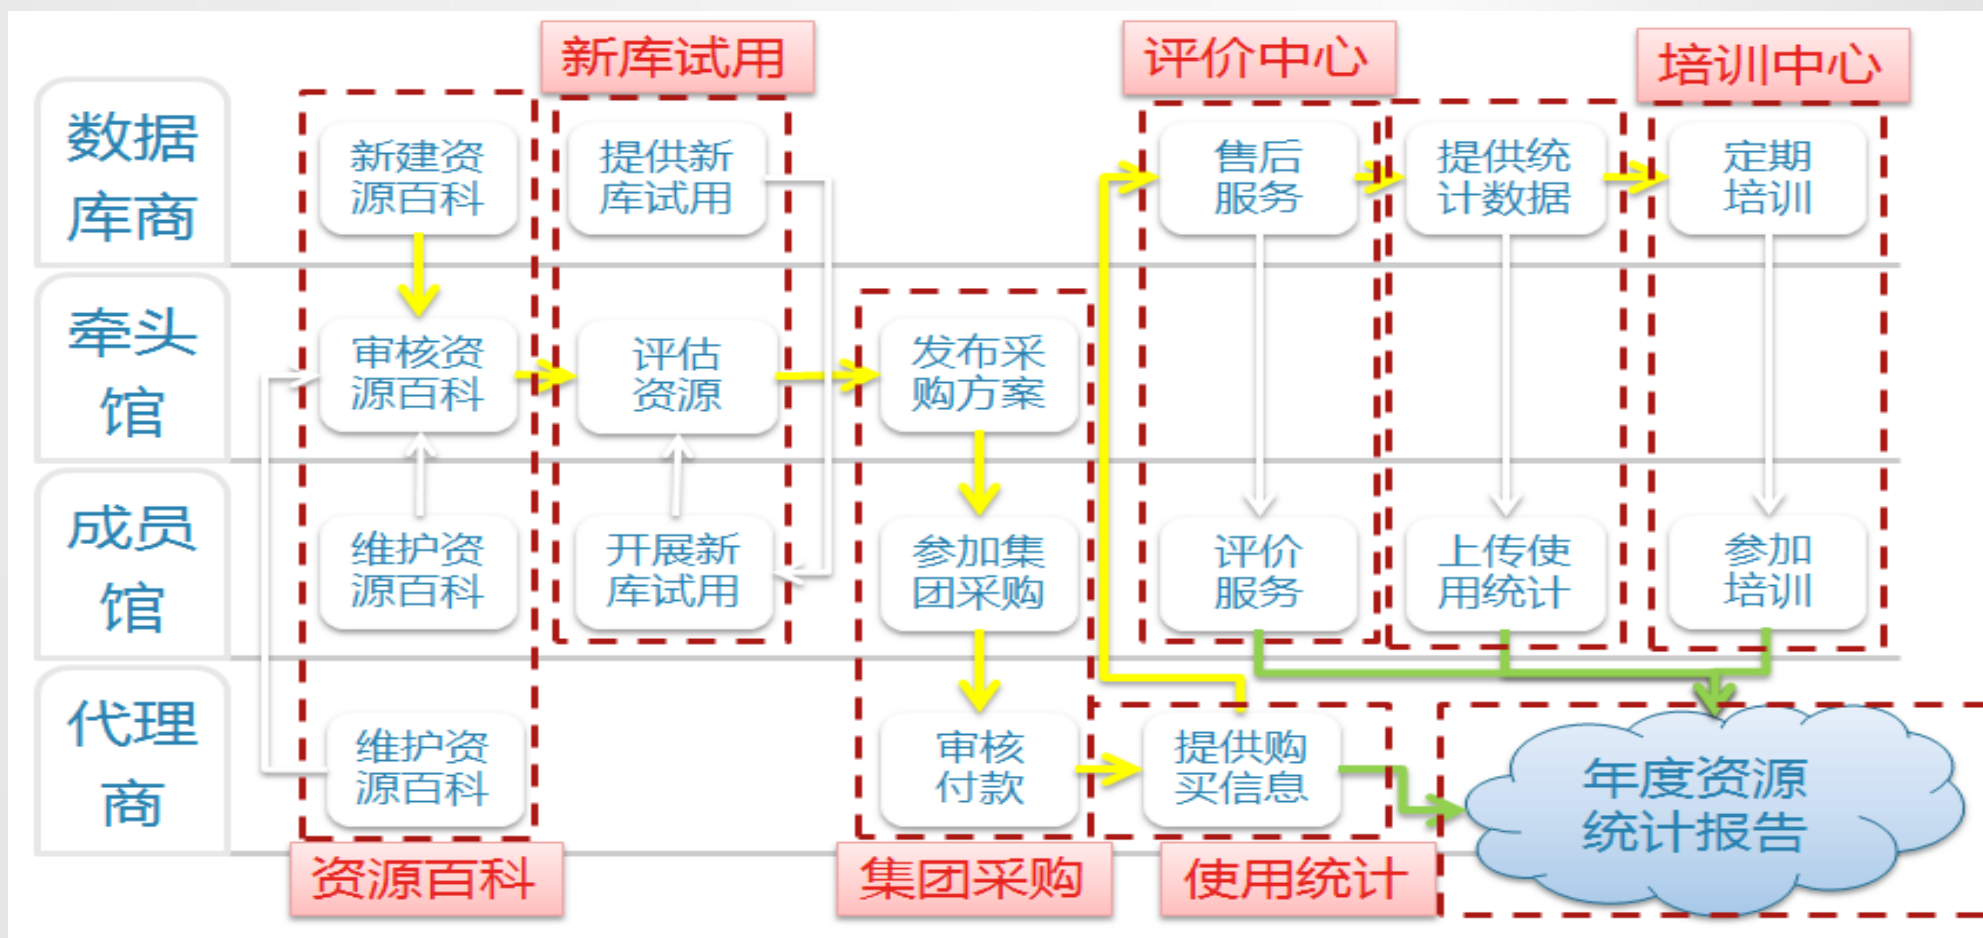 新库试用
评价中心
培训中心
数据
库商
新建资
源百科
提供新
库试用
售后
服务
提供统
计数据
定期
培训
牵头
馆
审核资
源百科
评估
资源
发布采
购方案
成员
馆
维护资
源百科
开展新
库试用
参加集
团采购
评价
服务
上传使
用统计
参加
培训
代理
商
维护资
源百科
审核
付款
提供购
买信息
年度资源
统计报告
资源百科
集团采购
使用统计